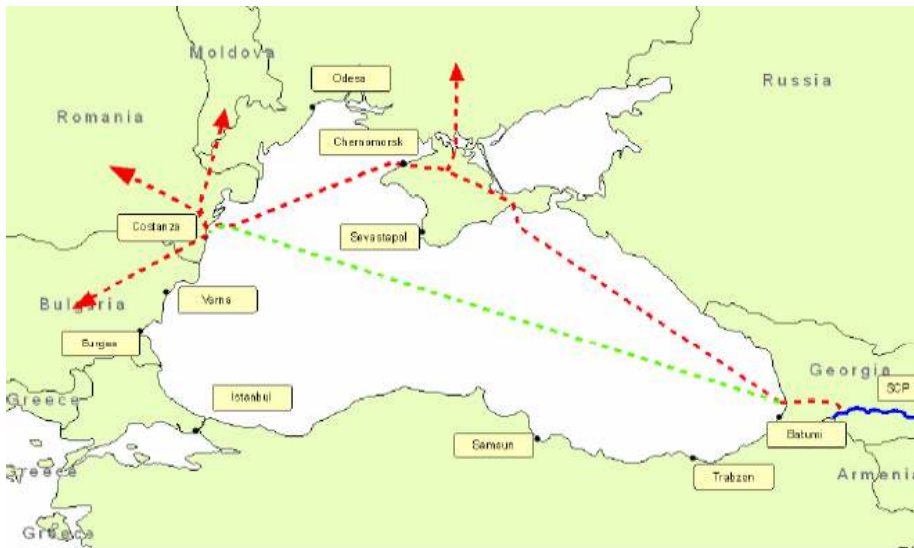 Moldova
Odesa
Russia
Romania
Chernomorsk
Costanza
Sevastapol
Bulgaria
Varna
Burgas
Georgia
SCP
Greece
Istanbul
Samsun
Batumi
Trabzon
Armenia
Greece
Greece